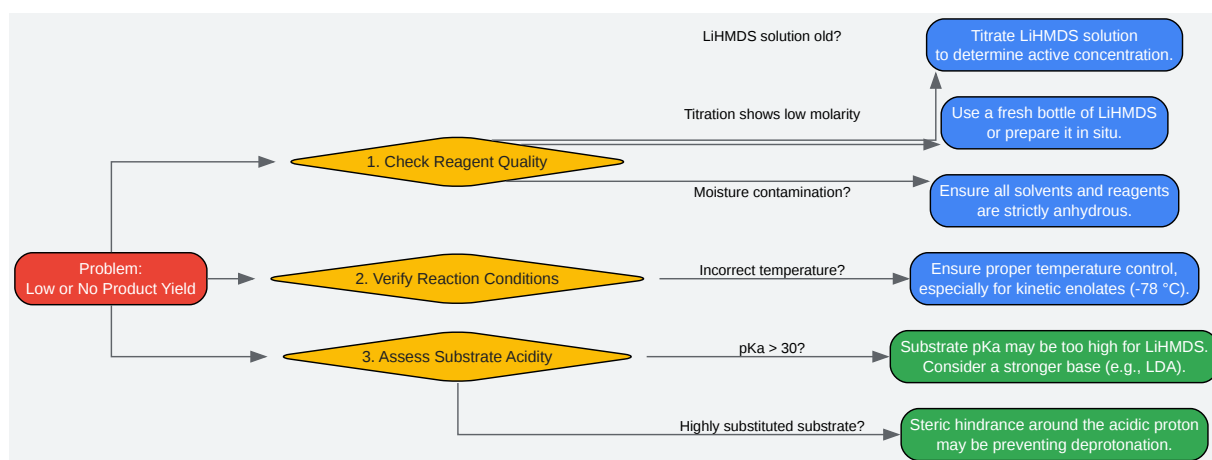 LiHMDS solution old?
Titrate LiHMDS solution
to determine active concentration.
Titration shows low molarity
Use a fresh bottle of LiHMDS
or prepare it in situ.
1. Check Reagent Quality
Moisture contamination?
Ensure all solvents and reagents
are strictly anhydrous.
Problem:
Low or No Product Yield
2. Verify Reaction Conditions
Incorrect temperature?
Ensure proper temperature control,
especially for kinetic enolates (-78 °C).
3. Assess Substrate Acidity
pKa > 30?
Substrate pKa may be too high for LiHMDS.
Consider a stronger base (e.g., LDA).
Highly substituted substrate?
Steric hindrance around the acidic proton
may be preventing deprotonation.